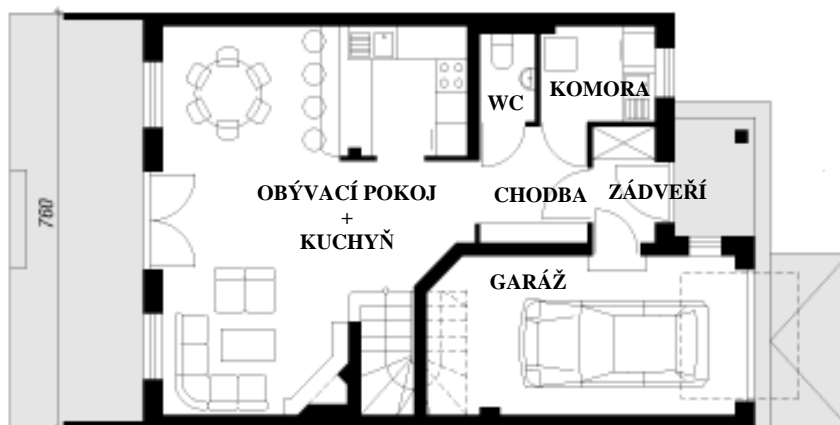 WC
KOMORA
OBÝVACÍ POKOJ
+
KUCHYŇ
CHODBA
ZÁDVEŘÍ
760
GARÁŽ